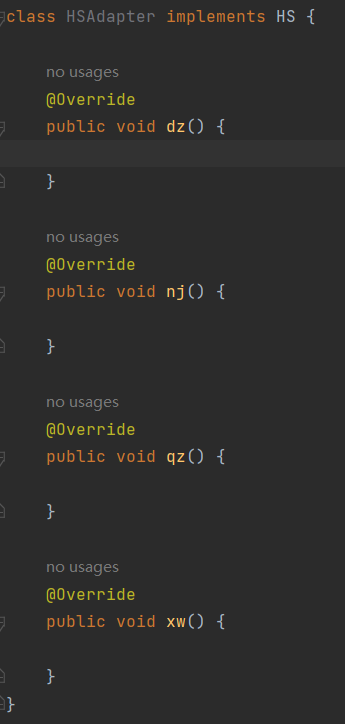 class HSAdapter implements HS {
no usages
@Override
public void dz() {
}
no usages
@Override
public void nj() {
}
no usages
@Override
public void qz() {
}
no usages
@Override
public void xw() {
}
}